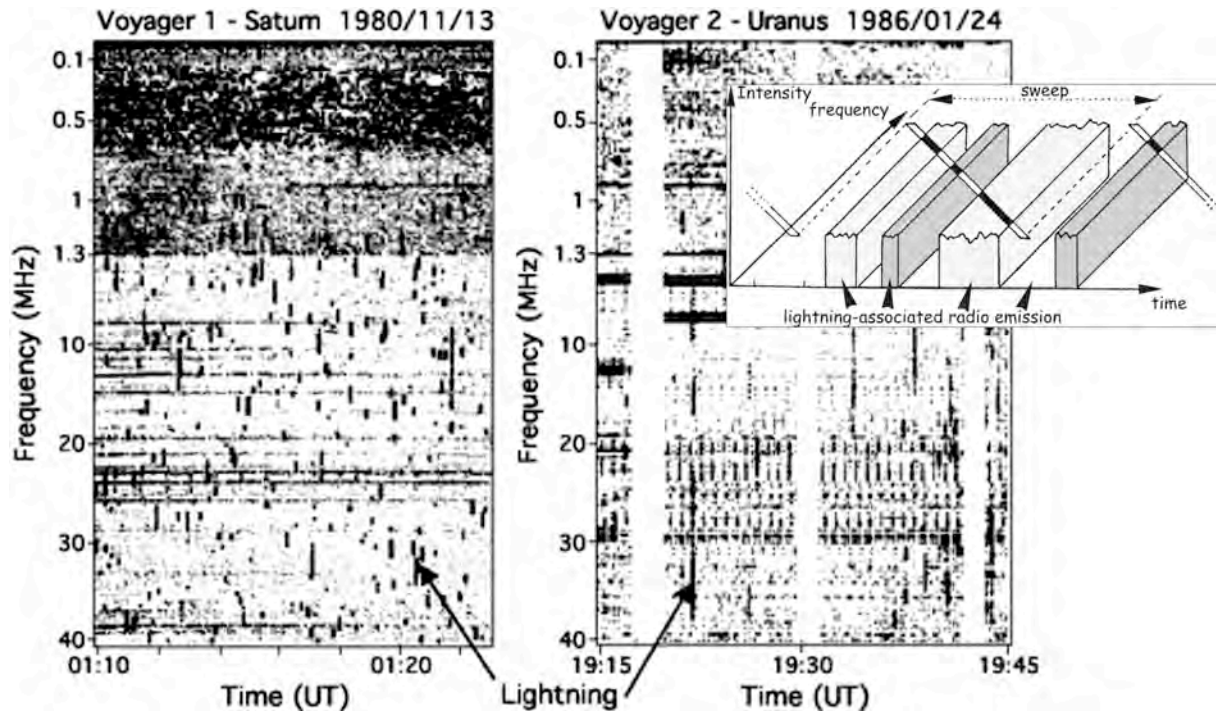 Voyager 1 - Saturn 1980/11/13
Frequency (MHz)
0.1
0.5
1
1.3
10
20
30
40
01:10
01:20
Time (UT)
Voyager 2 - Uranus 1986/01/24
Frequency (MHz)
0.1
0.5
1
1.3
10
20
30
40
19:15
19:30
19:45
Time (UT)
Intensity
frequency
sweep
time
lightning-associated radio emission
Lightning